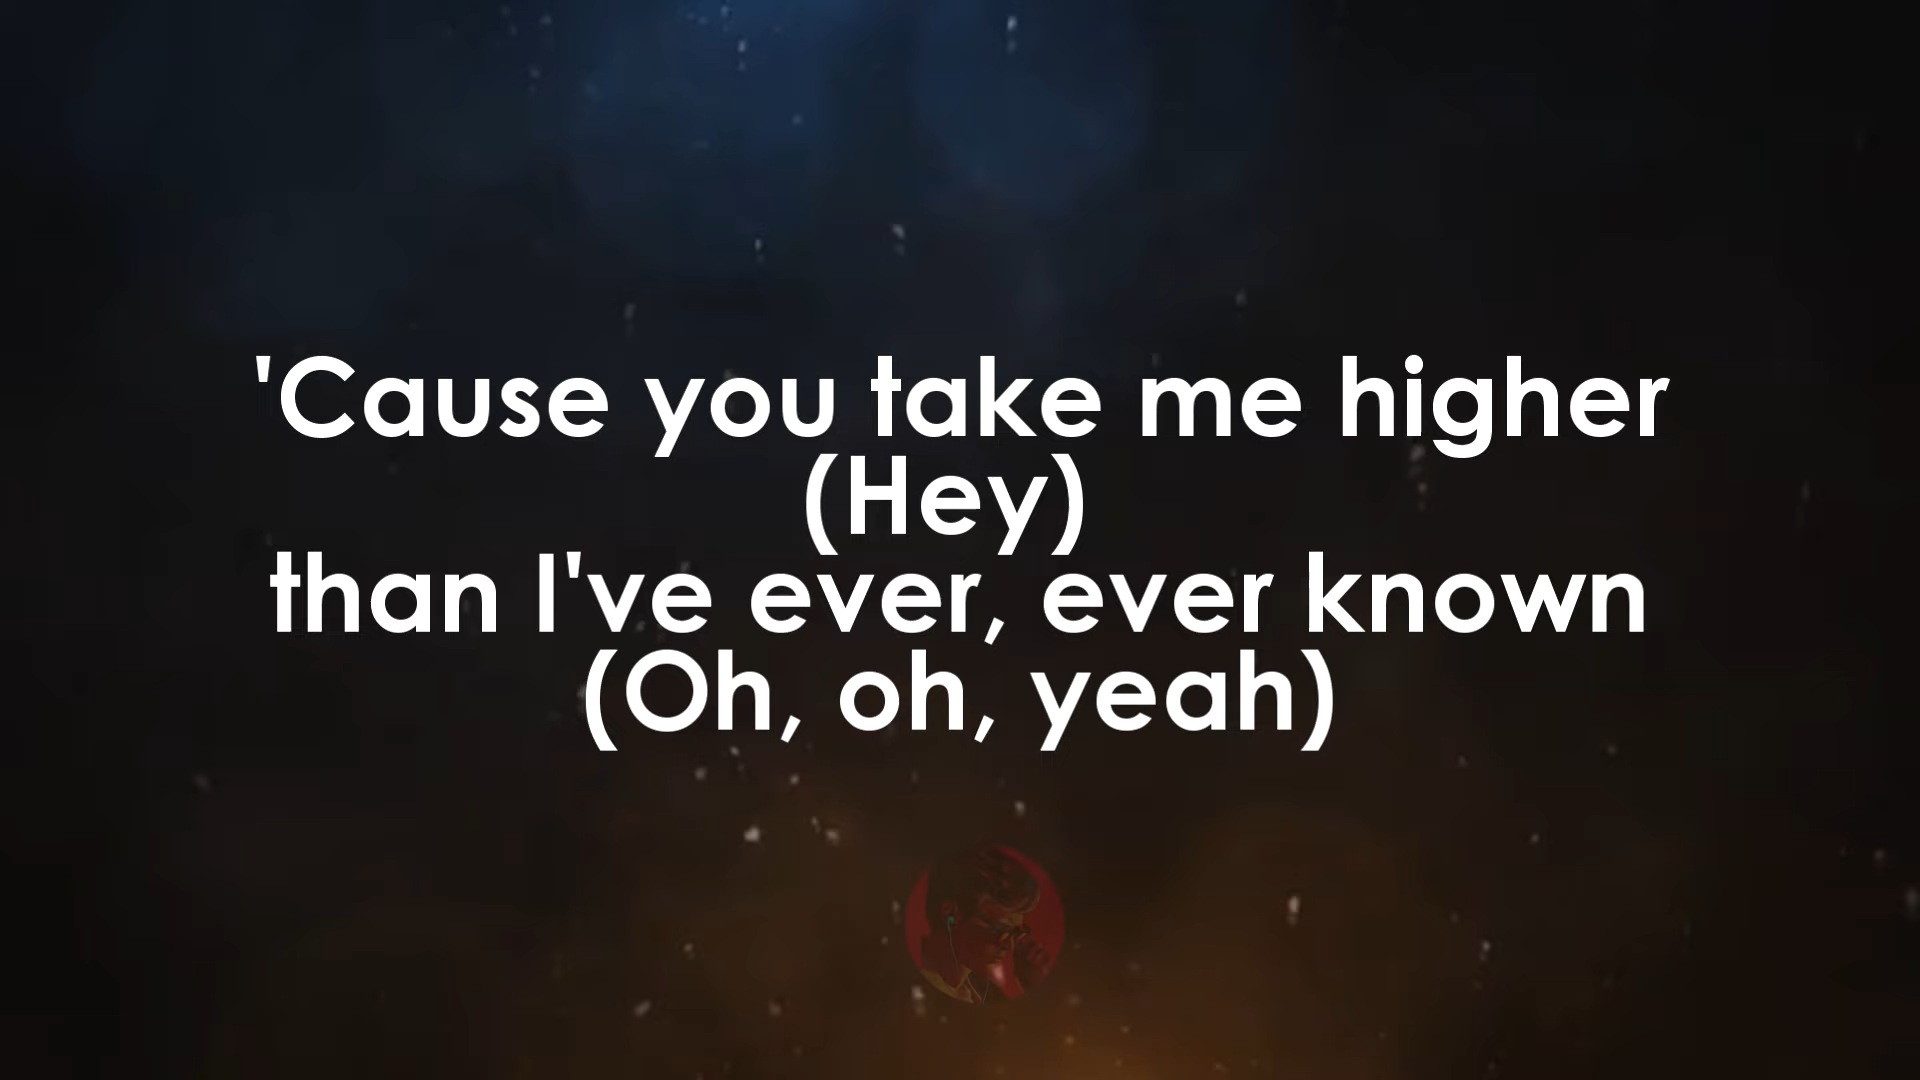 'Cause you take me higher
(Hey)
than I've ever, ever known
(Oh, oh, yeah)